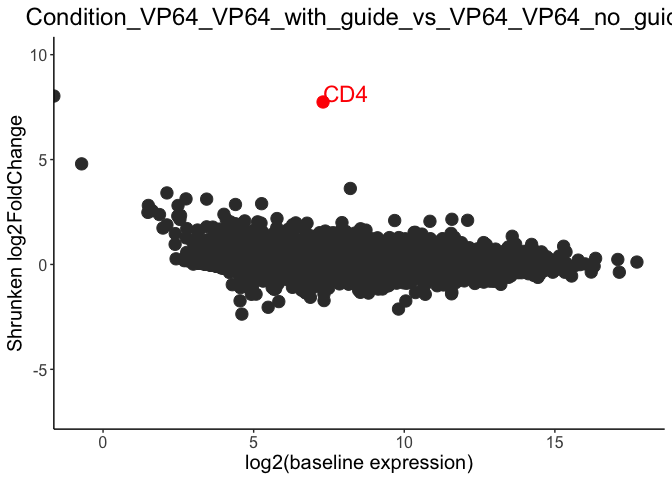 Condition_VP64_VP64_with_guide_vs_VP64_VP64_no_guid
10
CD4
5
Shrunken log2FoldChange
0
-5
0 5 10 15
log2(baseline expression)